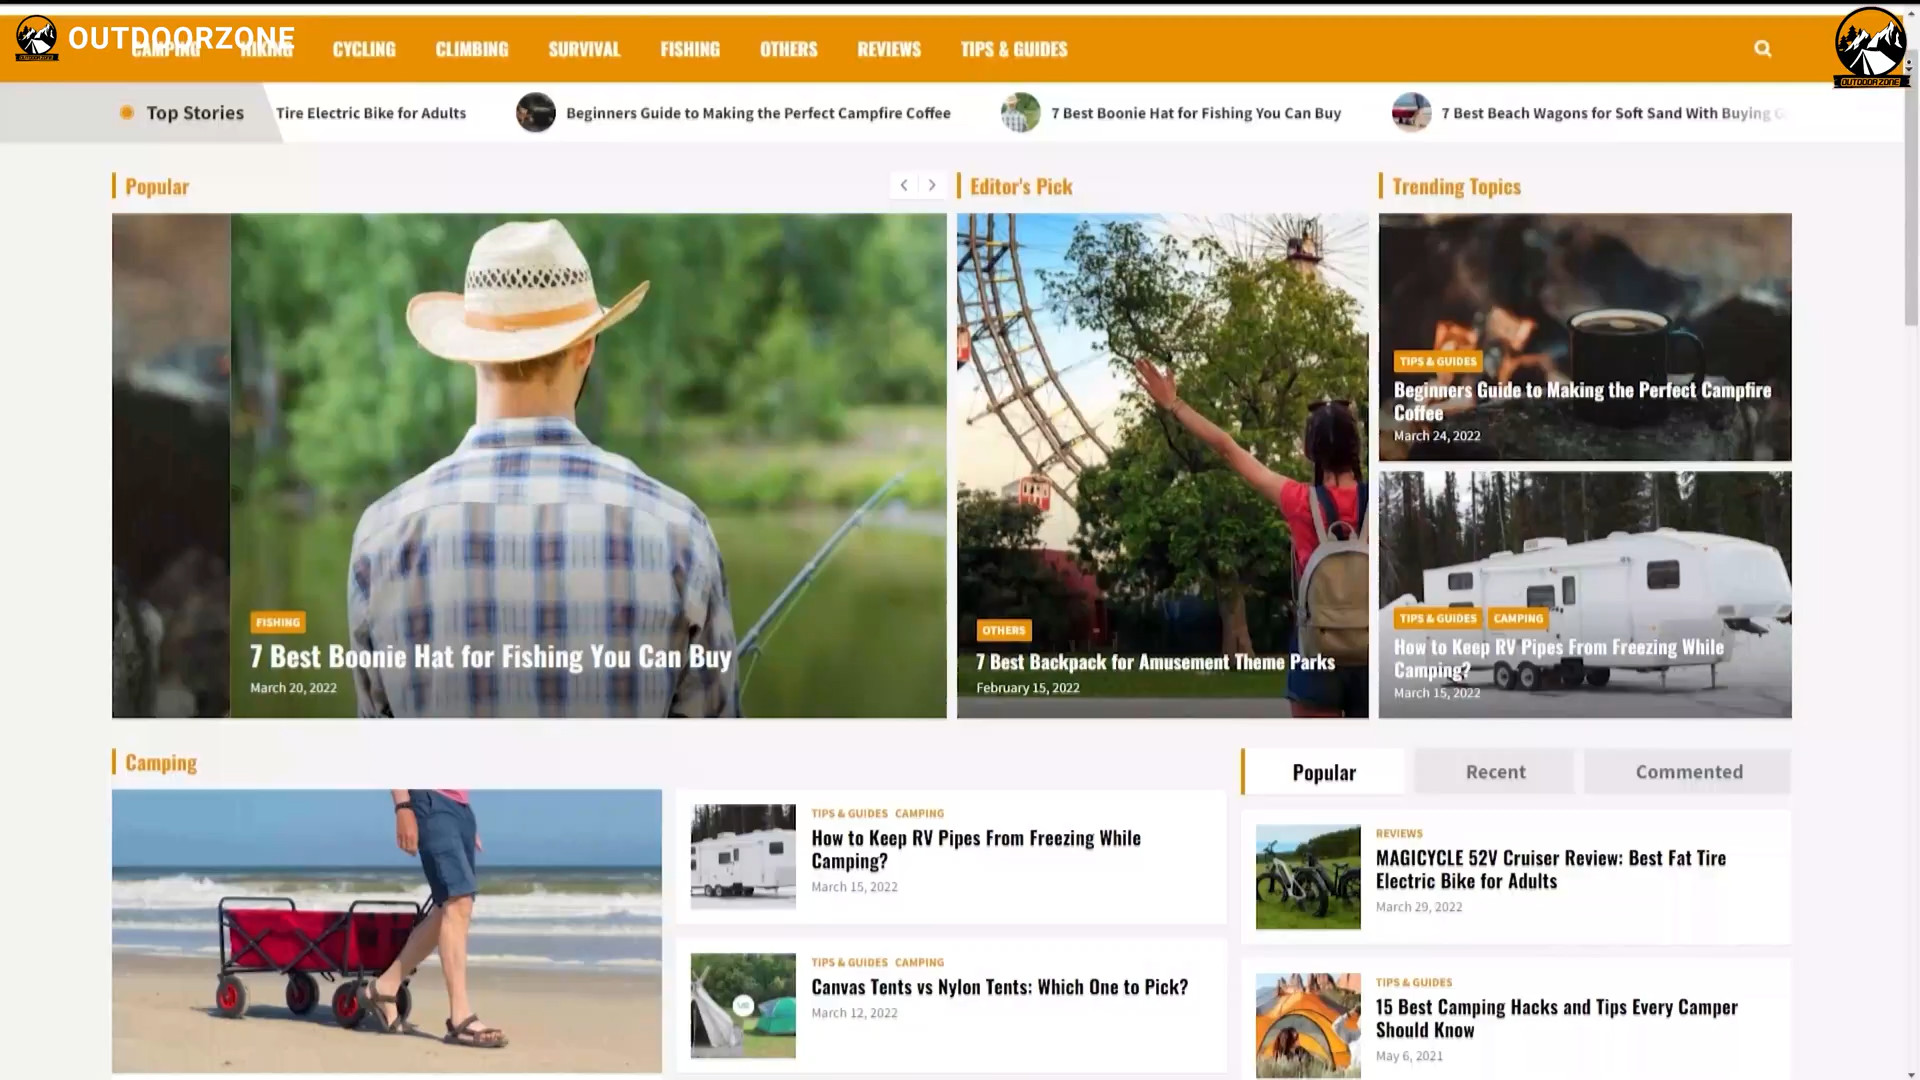 OUTDOORZONE
CAMPING HIKING CYCLING CLIMBING SURVIVAL FISHING OTHERS REVIEWS TIPS & GUIDES
OUTDOORZONE
Top Stories
Tire Electric Bike for Adults
Beginners Guide to Making the Perfect Campfire Coffee
7 Best Boonie Hat for Fishing You Can Buy
7 Best Beach Wagons for Soft Sand With Buying
Popular
FISHING
7 Best Boonie Hat for Fishing You Can Buy
March 20, 2022
Editor's Pick
OTHERS
7 Best Backpack for Amusement Theme Parks
February 15, 2022
Trending Topics
TIPS & GUIDES
Beginners Guide to Making the Perfect Campfire
Coffee
March 24, 2022
TIPS & GUIDES CAMPING
How to Keep RV Pipes From Freezing While
Camping?
March 15, 2022
Camping
TIPS & GUIDES CAMPING
How to Keep RV Pipes From Freezing While
Camping?
March 15, 2022
TIPS & GUIDES CAMPING
Canvas Tents vs Nylon Tents: Which One to Pick?
March 12, 2022
Popular
Recent
Commented
REVIEWS
MAGICYCLE 52V Cruiser Review: Best Fat Tire
Electric Bike for Adults
March 29, 2022
TIPS & GUIDES
15 Best Camping Hacks and Tips Every Camper
Should Know
May 6, 2021